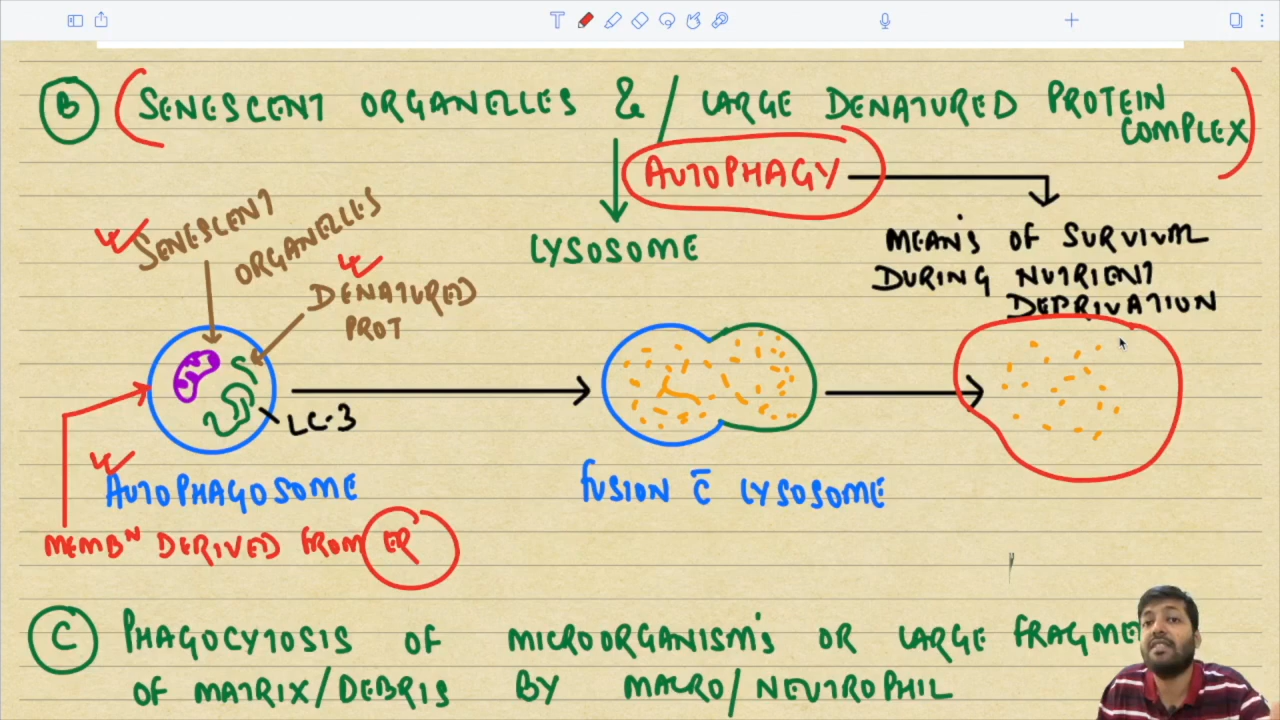 B ( SENESCENT ORGANELLES & / LARGE DENATURED PROTEIN
COMPLEX )
AUTOPHAGY
LYSOSOME
MEANS OF SURVIVAL
DURING NUTRIENT
DEPRIVATION
SENESCENT
ORGANELLES
DENATURED
PROT
LC-3
AUTOPHAGOSOME
FUSION C̄ LYSOSOME
MEMBᴺ DERIVED FROM ER
C PHAGOCYTOSIS OF MICROORGANISMS OR LARGE FRAGME
OF MATRIX/DEBRIS BY MACRO/NEUTROPHIL